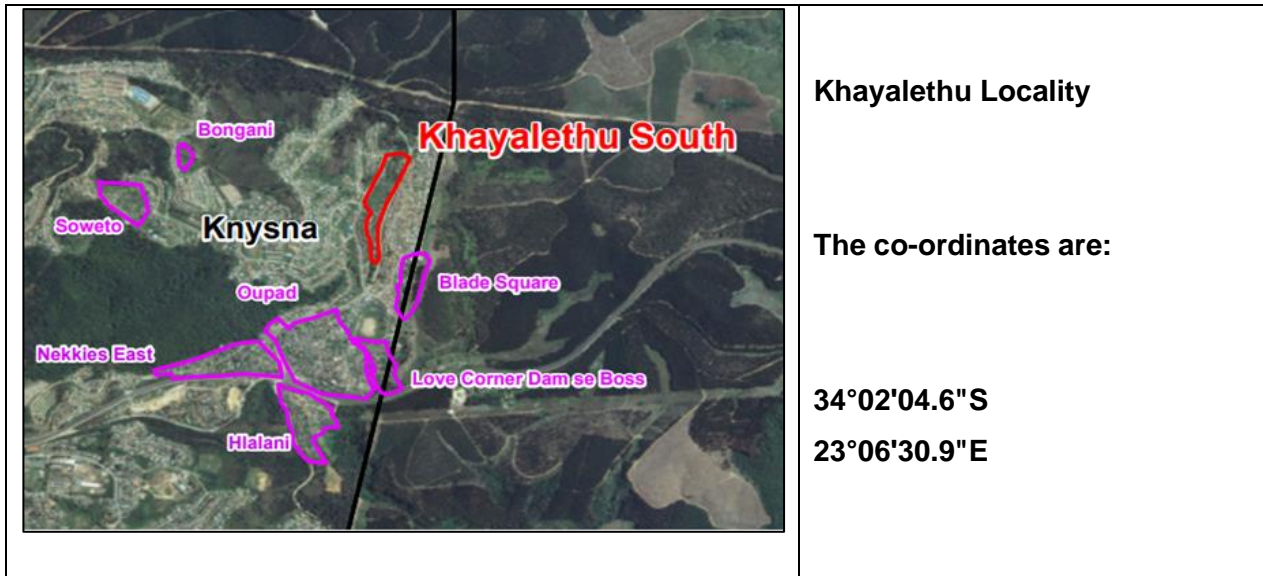 Bongani
Khayalethu South
Soweto
Knysna
Blade Square
Oupad
Nekkies East
Love Corner Dam se Boss
Hlalani
Khayalethu Locality
The co-ordinates are:
34°02'04.6"S
23°06'30.9"E